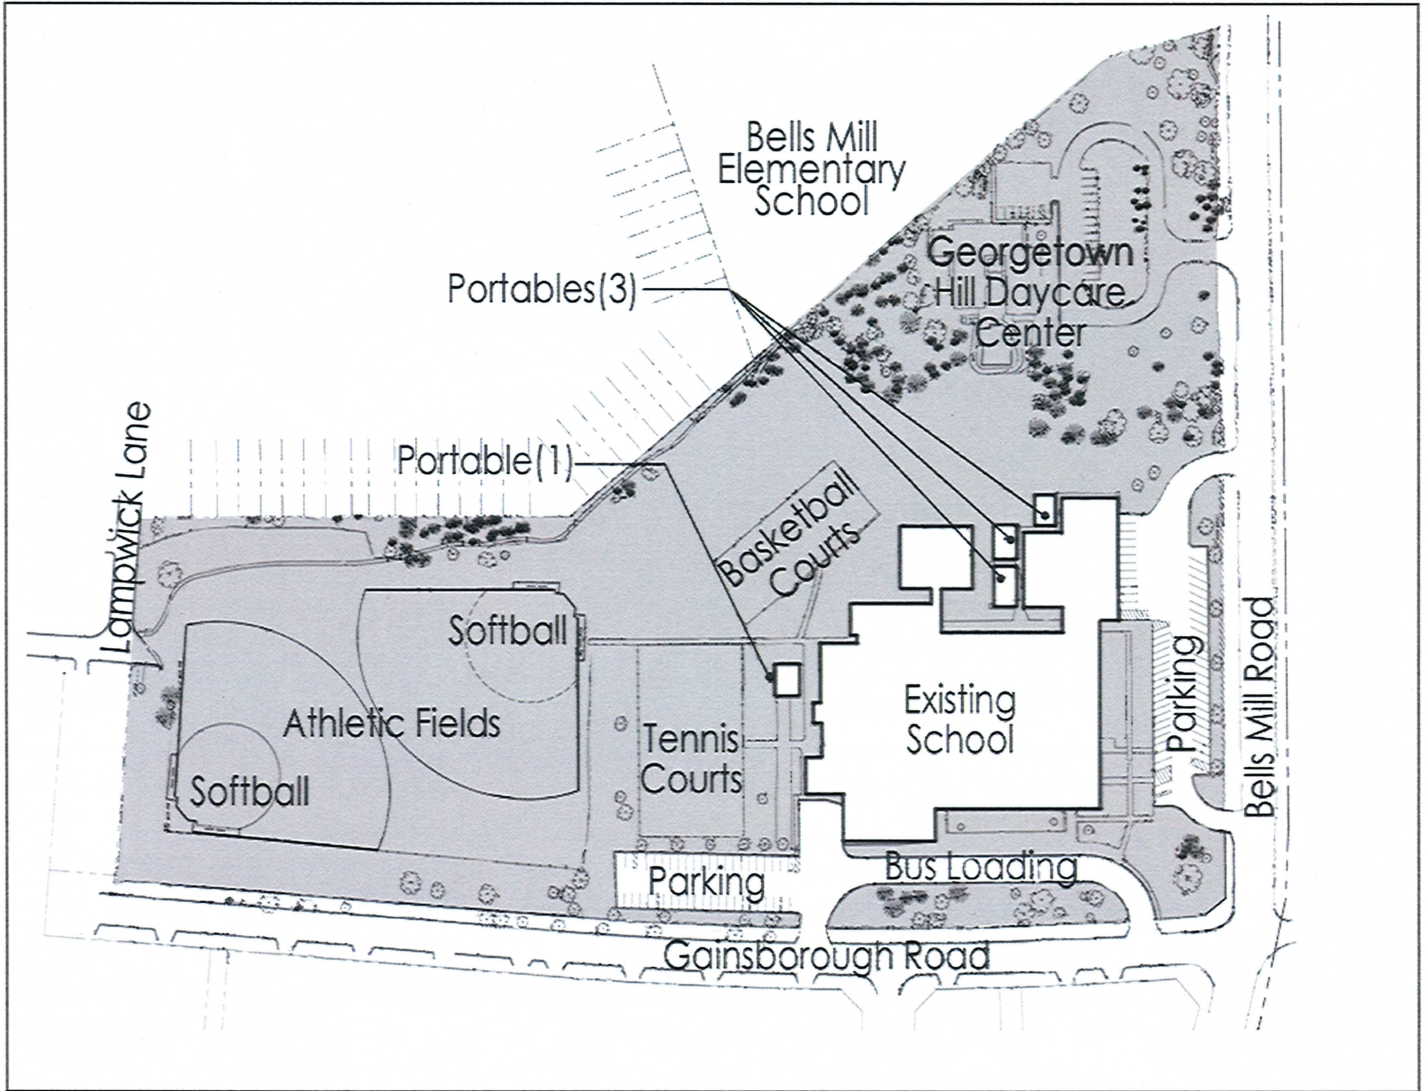 Bells Mill
Elementary
School
Georgetown
Hill Daycare
Center
Portables(3)
Portable(1)
Lampwick Lane
Basketball
Courts
Softball
Athletic Fields
Softball
Tennis
Courts
Existing
School
Parking
Bells Mill Road
Parking
Bus Loading
Gainsborough Road